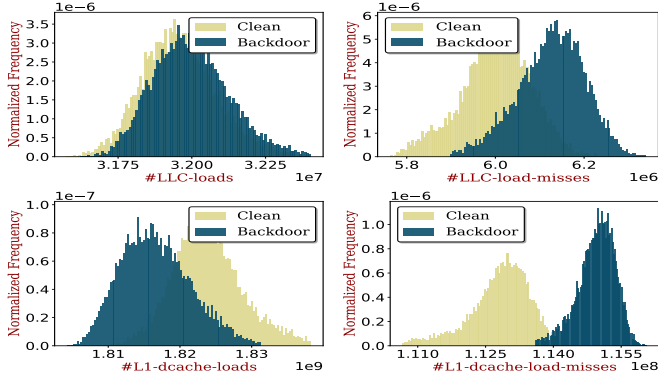 1e−6
Normalized Frequency
3.5
3.0
2.5
2.0
1.5
1.0
0.5
0.0
Clean
Backdoor
3.175 3.200 3.225
1e7
#LLC-loads
1e−6
Normalized Frequency
6
5
4
3
2
1
0
Clean
Backdoor
5.8 6.0 6.2
1e6
#LLC-load-misses
1e−7
Normalized Frequency
1.0
0.8
0.6
0.4
0.2
0.0
Clean
Backdoor
1.81 1.82 1.83
1e9
#L1-dcache-loads
1e−6
Normalized Frequency
1.0
0.8
0.6
0.4
0.2
0.0
Clean
Backdoor
1.110 1.125 1.140 1.155
1e8
#L1-dcache-load-misses